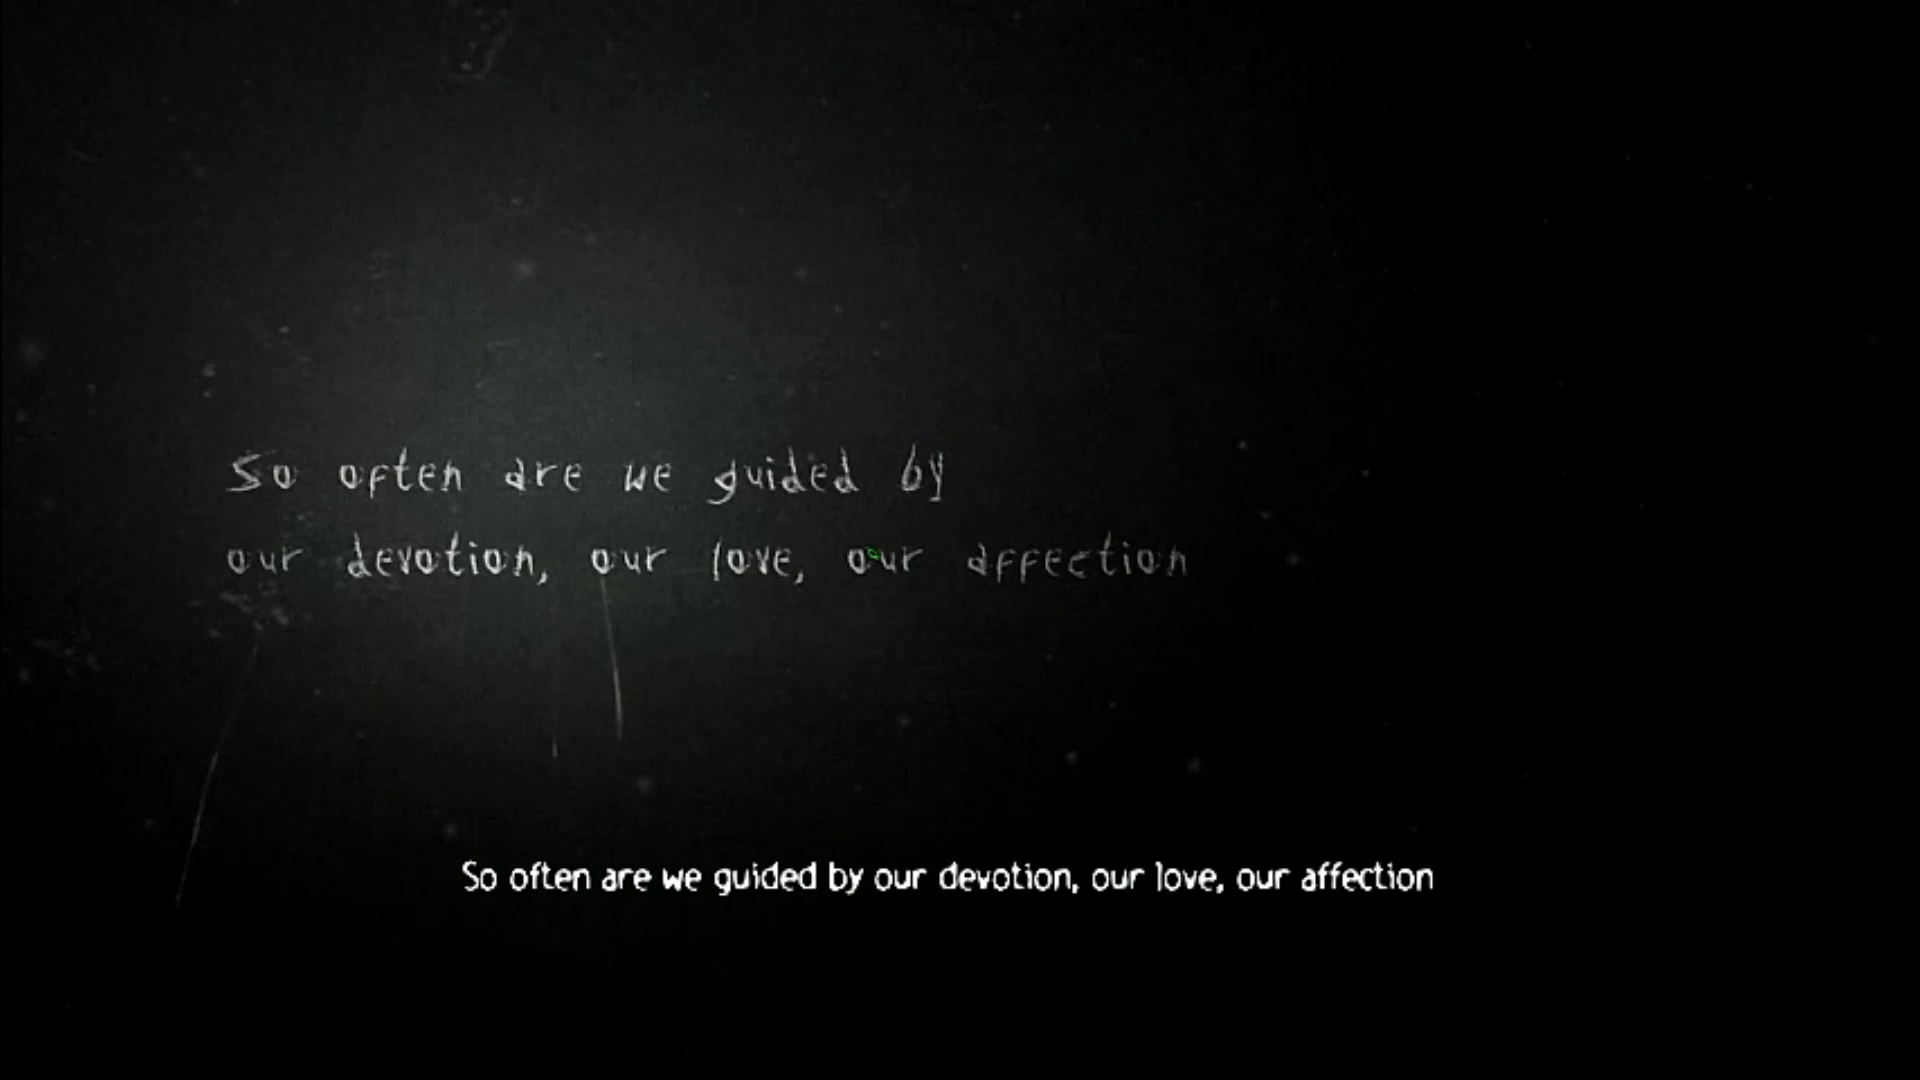 So often are we guided by
our devotion, our love, our affection
So often are we guided by our devotion, our love, our affection